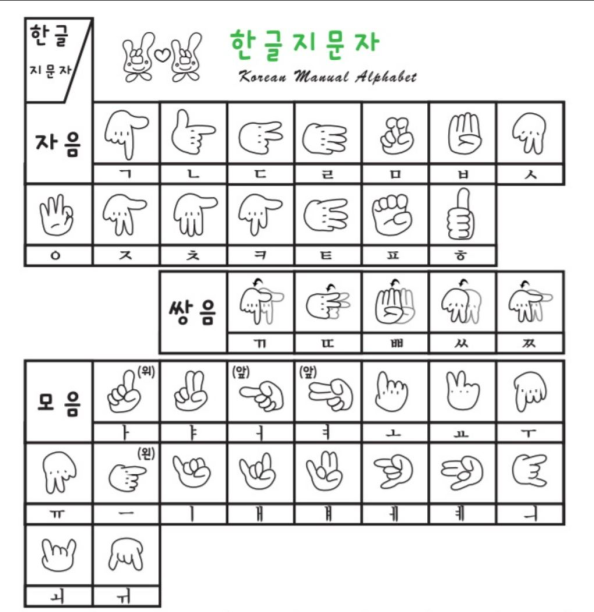 한글
지문자
한글지문자
Korean Manual Alphabet
자음
ㄱ ㄴ ㄷ ㄹ ㅁ ㅂ ㅅ
ㅇ ㅈ ㅊ ㅋ ㅌ ㅍ ㅎ
쌍음
ㄲ ㄸ ㅃ ㅆ ㅉ
모음
(위) (앞) (앞)
ㅏ ㅑ ㅓ ㅕ ㅗ ㅛ ㅜ
(왼)
ㅠ ㅡ ㅣ ㅐ ㅒ ㅔ ㅖ ㅢ
ㅚ ㅟ